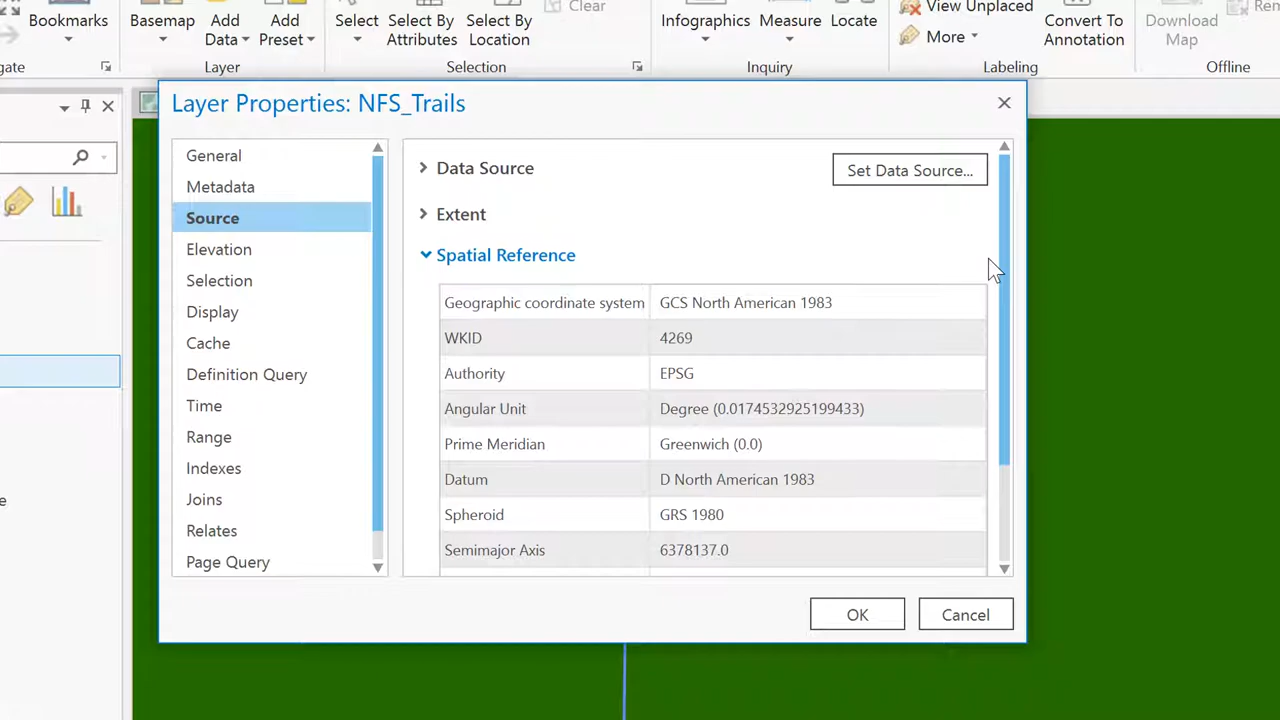 Bookmarks
Basemap
Add
Data
Add
Preset
Select
Select By
Attributes
Select By
Location
Clear
Infographics
Measure
Locate
View Unplaced
More
Convert To
Annotation
Download
Map
Layer
Selection
Inquiry
Labeling
Offline
Layer Properties: NFS_Trails
General
Metadata
Source
Elevation
Selection
Display
Cache
Definition Query
Time
Range
Indexes
Joins
Relates
Page Query
Data Source
Set Data Source...
Extent
Spatial Reference
Geographic coordinate system GCS North American 1983
WKID 4269
Authority EPSG
Angular Unit Degree (0.0174532925199433)
Prime Meridian Greenwich (0.0)
Datum D North American 1983
Spheroid GRS 1980
Semimajor Axis 6378137.0
OK
Cancel